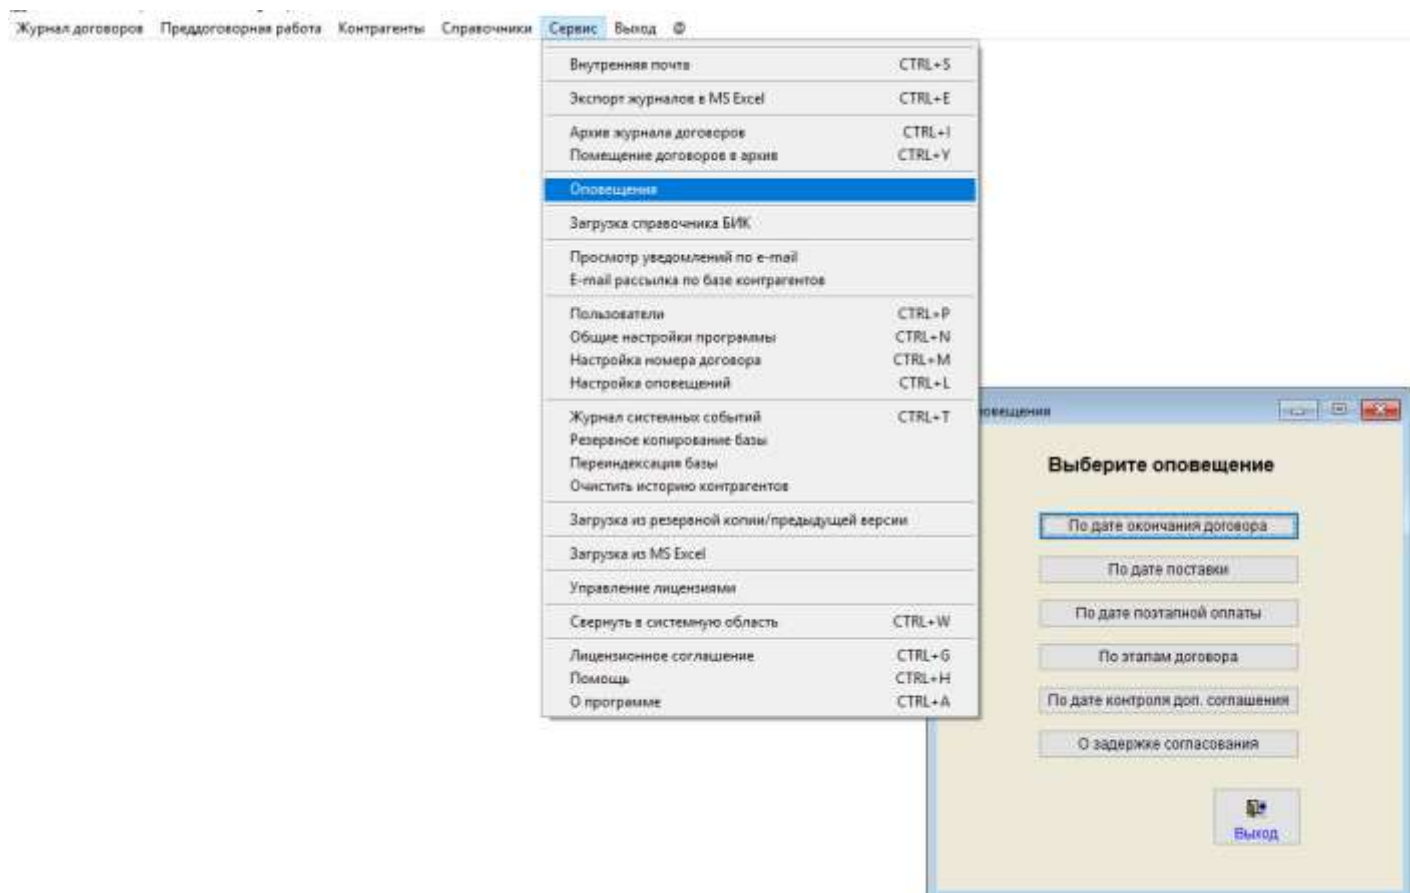 Журнал договоров Преддоговорная работа Контрагенты Справочники Сервис Выход
Внутренняя почта CTRL+S
Экспорт журналов в MS Excel CTRL+E
Архив журнала договоров CTRL+I
Помещение договоров в архив CTRL+Y
Оповещения
Загрузка справочника БИК
Просмотр уведомлений по e-mail
E-mail рассылка по базе контрагентов
Пользователи CTRL+P
Общие настройки программы CTRL+N
Настройка номера договора CTRL+M
Настройка оповещений CTRL+L
Журнал системных событий CTRL+T
Резервное копирование базы
Переиндексация базы
Очистить историю контрагентов
Загрузка из резервной копии/предыдущей версии
Загрузка из MS Excel
Управление лицензиями
Свернуть в системную область CTRL+W
Лицензионное соглашение CTRL+G
Помощь CTRL+H
О программе CTRL+A
овещения
Выберите оповещение
По дате окончания договора
По дате поставки
По дате поэтапной оплаты
По этапам договора
По дате контроля доп. соглашения
О задержке согласования
Выход